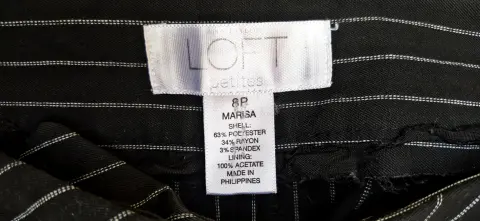 LOFT
petites
8P
MARISA
SHELL:
63% POLYESTER
34% RAYON
3% SPANDEX
LINING:
100% ACETATE
MADE IN
PHILIPPINES